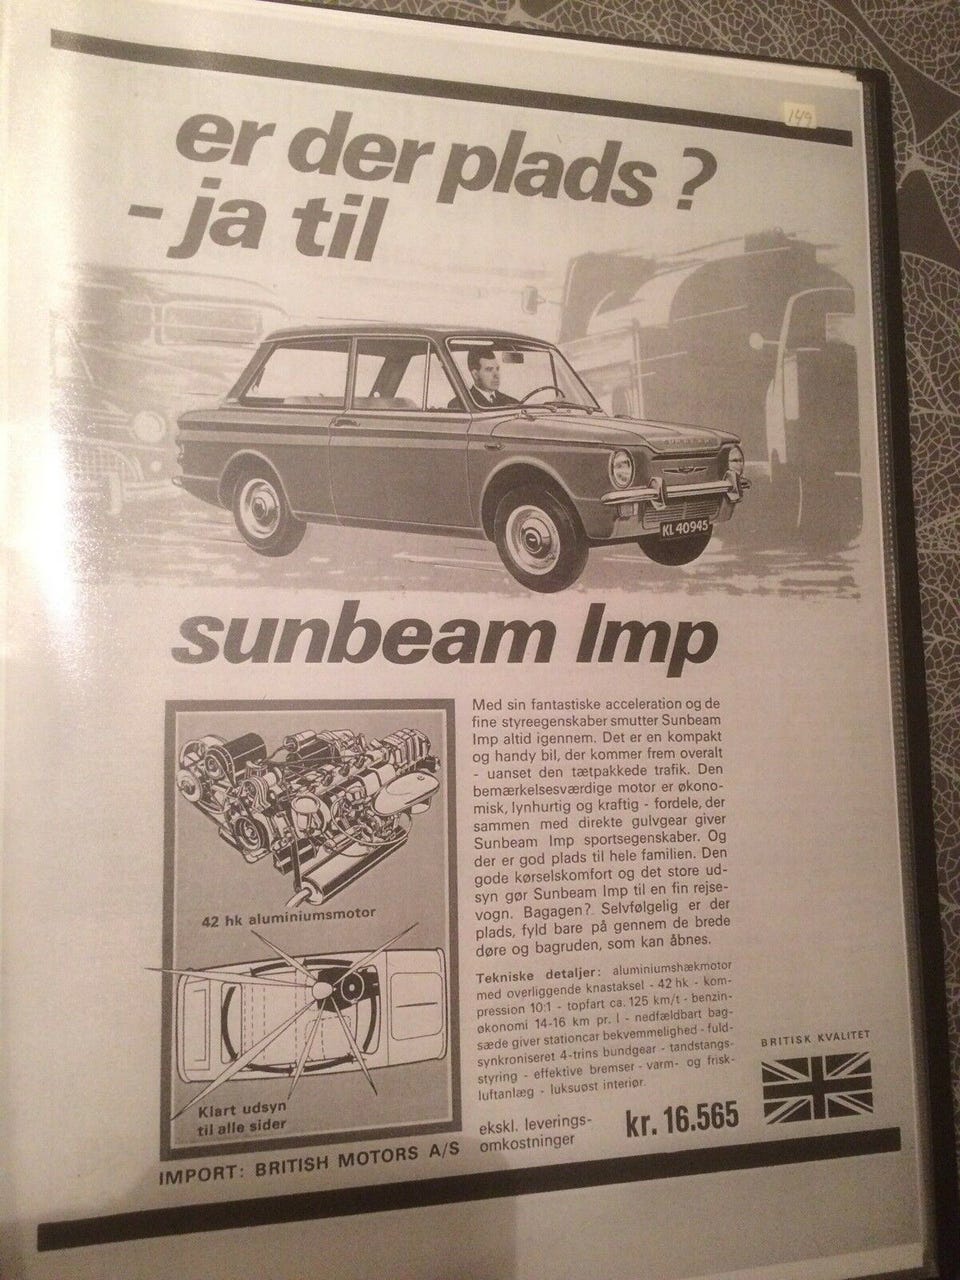 149
er der plads ?
- ja til
SUNBEAM
KL 40945
sunbeam Imp
Med sin fantastiske acceleration og de
fine styreegenskaber smutter Sunbeam
Imp altid igennem. Det er en kompakt
og handy bil, der kommer frem overalt
- uanset den tætpakkede trafik. Den
bemærkelsesværdige motor er økono-
misk, lynhurtig og kraftig - fordele, der
sammen med direkte gulvgear giver
Sunbeam Imp sportsegenskaber. Og
der er god plads til hele familien. Den
gode kørselskomfort og det store ud-
syn gør Sunbeam Imp til en fin rejse-
vogn. Bagagen? Selvfølgelig er der
plads, fyld bare på gennem de brede
døre og bagruden, som kan åbnes.
42 hk aluminiumsmotor
Klart udsyn
til alle sider
Tekniske detaljer: aluminiumshækmotor
med overliggende knastaksel - 42 hk - kom-
pression 10:1 - topfart ca. 125 km/t - benzin-
økonomi 14-16 km pr. l - nedfældbart bag-
sæde giver stationcar bekvemmelighed - fuld-
synkroniseret 4-trins bundgear - tandstangs-
styring - effektive bremser - varm- og frisk-
luftanlæg - luksuøst interiør.
BRITISK KVALITET
ekskl. leverings-
omkostninger
kr. 16.565
IMPORT: BRITISH MOTORS A/S